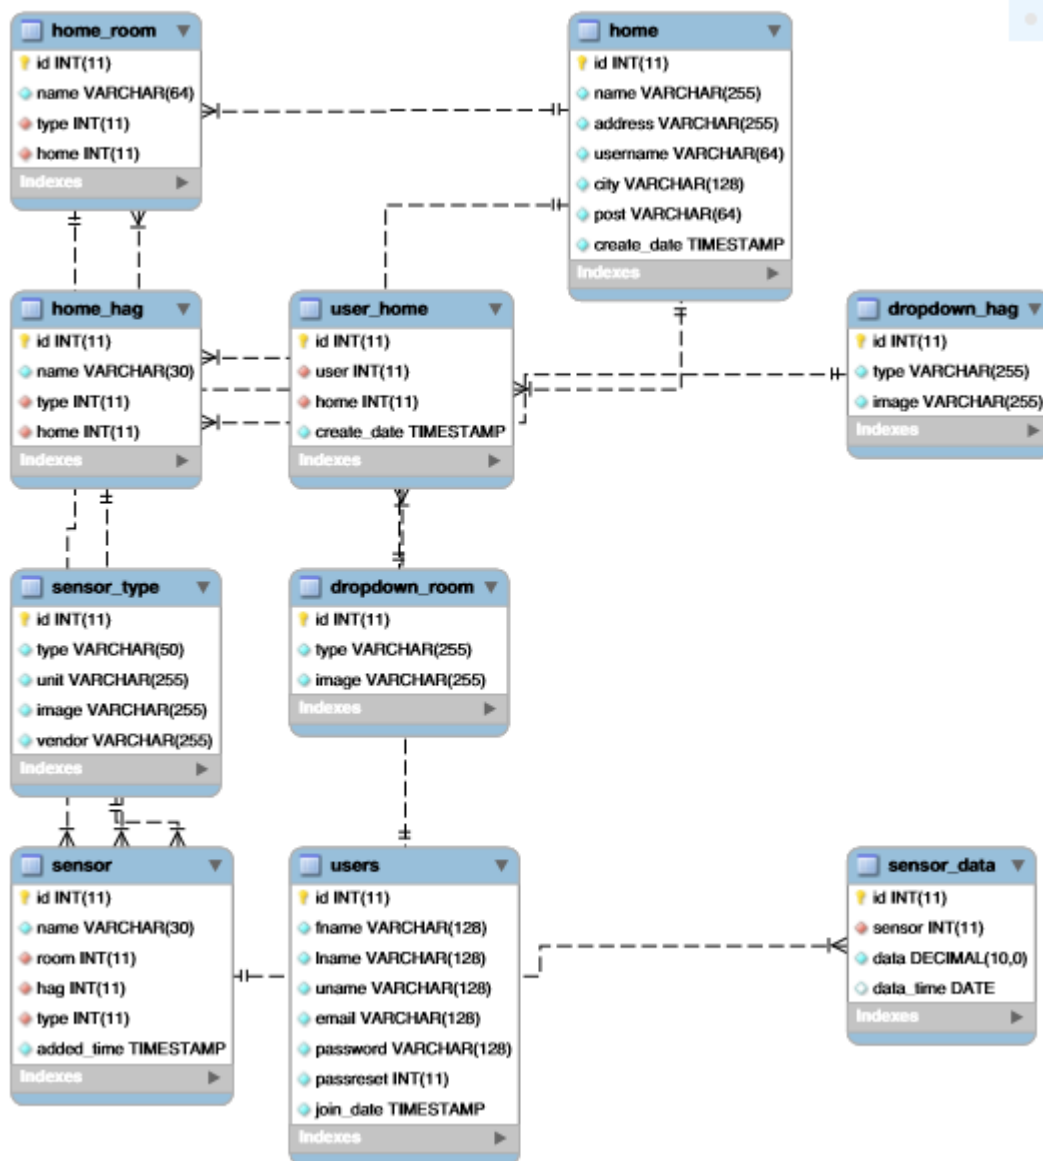 home_room
id INT(11)
name VARCHAR(64)
type INT(11)
home INT(11)
Indexes
home
id INT(11)
name VARCHAR(255)
address VARCHAR(255)
username VARCHAR(64)
city VARCHAR(128)
post VARCHAR(64)
create_date TIMESTAMP
Indexes
home_hag
id INT(11)
name VARCHAR(30)
type INT(11)
home INT(11)
Indexes
user_home
id INT(11)
user INT(11)
home INT(11)
create_date TIMESTAMP
Indexes
dropdown_hag
id INT(11)
type VARCHAR(255)
image VARCHAR(255)
Indexes
sensor_type
id INT(11)
type VARCHAR(50)
unit VARCHAR(255)
image VARCHAR(255)
vendor VARCHAR(255)
Indexes
dropdown_room
id INT(11)
type VARCHAR(255)
image VARCHAR(255)
Indexes
sensor
id INT(11)
name VARCHAR(30)
room INT(11)
hag INT(11)
type INT(11)
added_time TIMESTAMP
Indexes
users
id INT(11)
fname VARCHAR(128)
lname VARCHAR(128)
uname VARCHAR(128)
email VARCHAR(128)
password VARCHAR(128)
passreset INT(11)
join_date TIMESTAMP
Indexes
sensor_data
id INT(11)
sensor INT(11)
data DECIMAL(10,0)
data_time DATE
Indexes